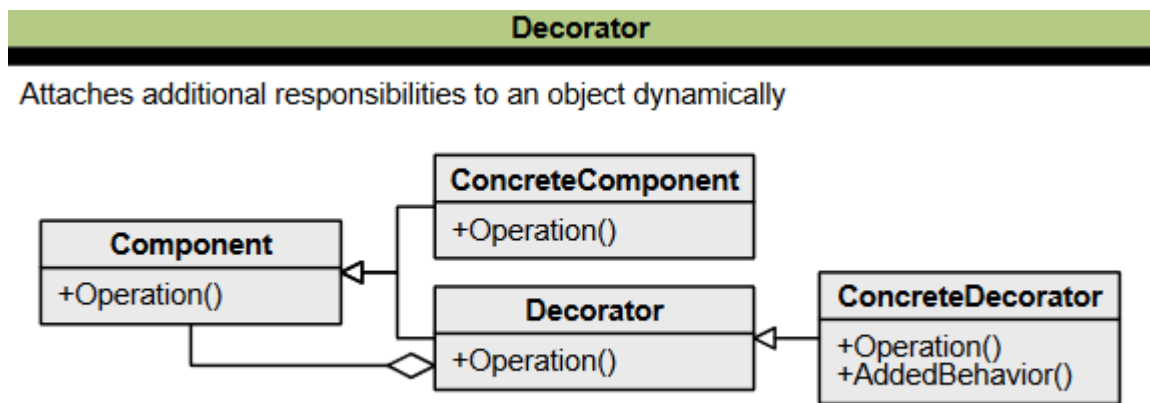 Decorator
Attaches additional responsibilities to an object dynamically
ConcreteComponent
+Operation()
Component
+Operation()
Decorator
+Operation()
ConcreteDecorator
+Operation()
+AddedBehavior()